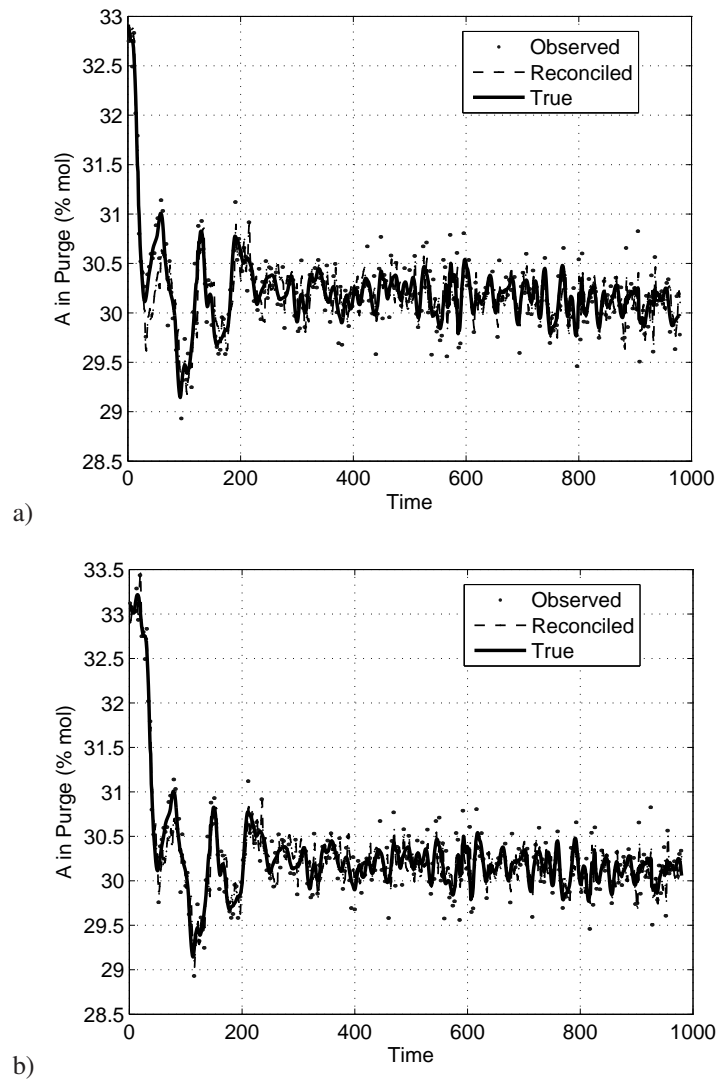 33
32.5
32
31.5
31
30.5
30
29.5
29
28.5
A in Purge (% mol)
Observed
Reconciled
True
0
200
400
600
800
1000
Time
a)
33.5
33
32.5
32
31.5
31
30.5
30
29.5
29
28.5
A in Purge (% mol)
Observed
Reconciled
True
0
200
400
600
800
1000
Time
b)